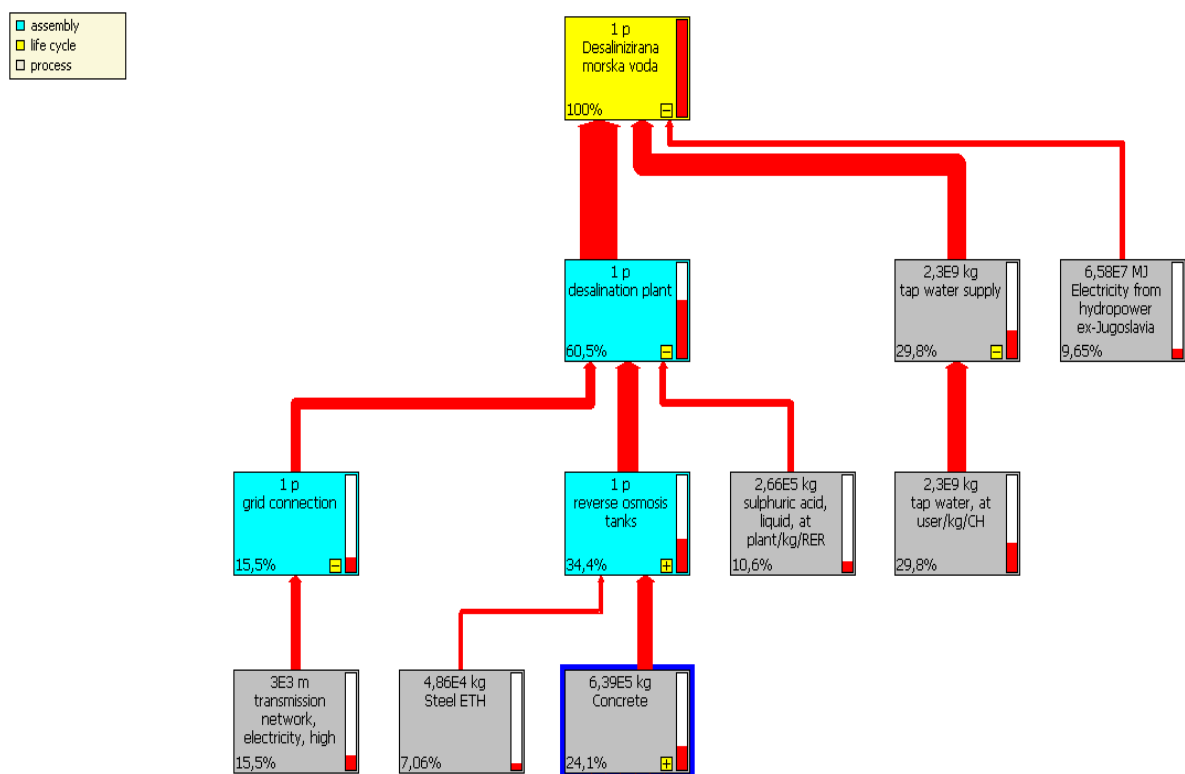 assembly
life cycle
process
1 p
Desalinizirana
morska voda
100%
1 p
desalination plant
60,5%
2,3E9 kg
tap water supply
29,8%
6,58E7 MJ
Electricity from
hydropower
ex-Jugoslavia
9,65%
1 p
grid connection
15,5%
1 p
reverse osmosis
tanks
34,4%
2,66E5 kg
sulphuric acid,
liquid, at
plant/kg/RER
10,6%
2,3E9 kg
tap water, at
user/kg/CH
29,8%
3E3 m
transmission
network,
electricity, high
15,5%
4,86E4 kg
Steel ETH
7,06%
6,39E5 kg
Concrete
24,1%